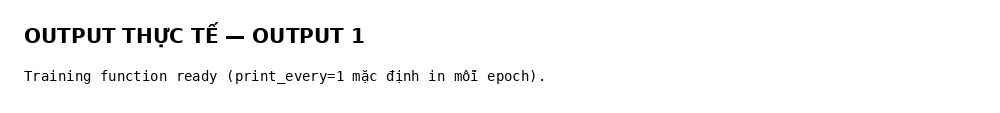 OUTPUT THỰC TẾ — OUTPUT 1
Training function ready (print_every=1 mặc định in mỗi epoch).